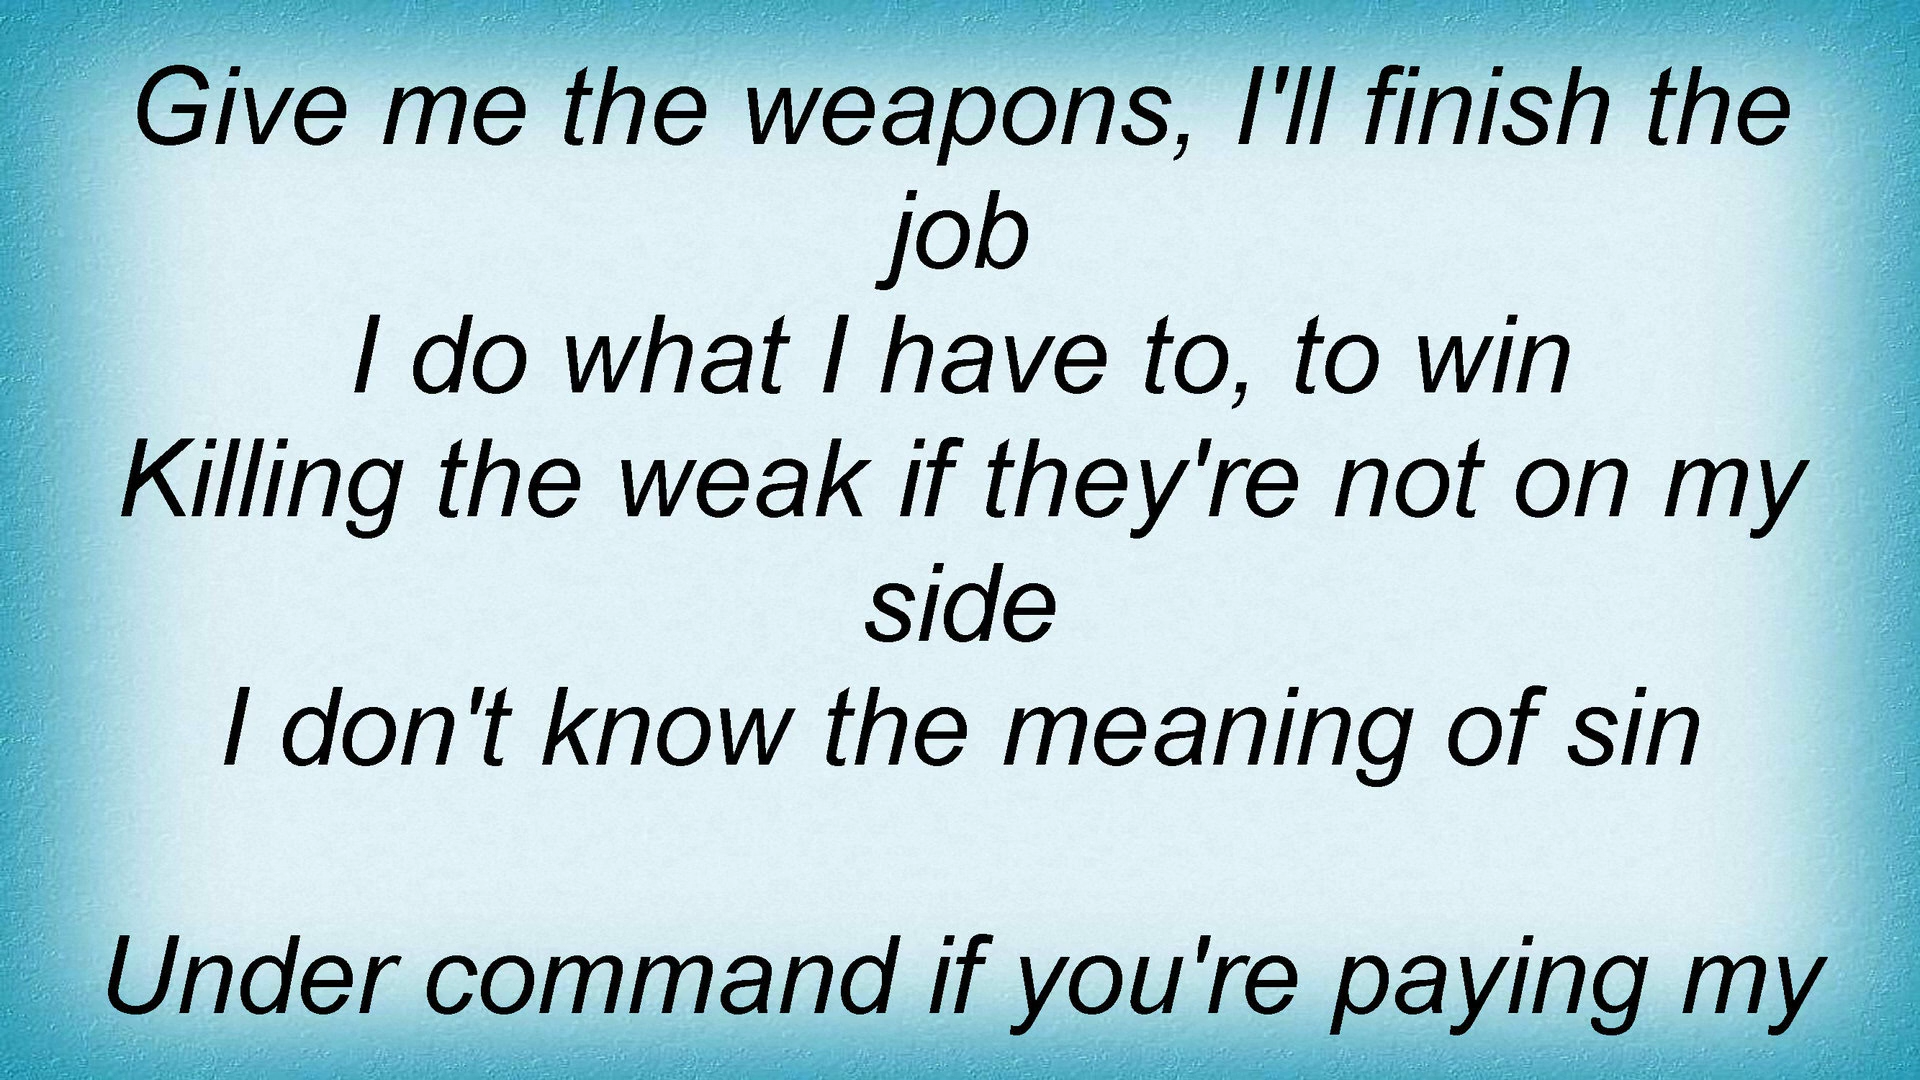 Give me the weapons, I'll finish the
job
I do what I have to, to win
Killing the weak if they're not on my
side
I don't know the meaning of sin
Under command if you're paying my